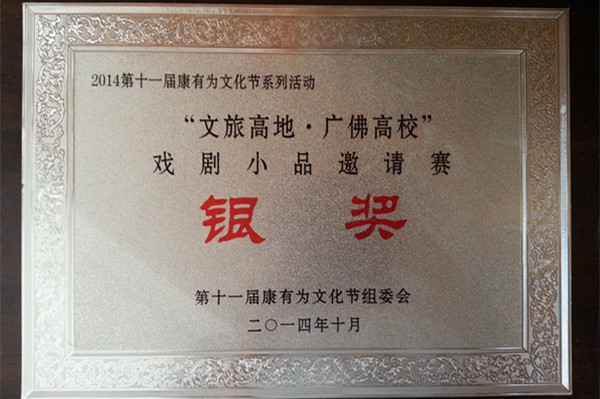 2014第十一届康有为文化节系列活动
“文旅高地·广佛高校”
戏剧小品邀请赛
银奖
第十一届康有为文化节组委会
二〇一四年十月